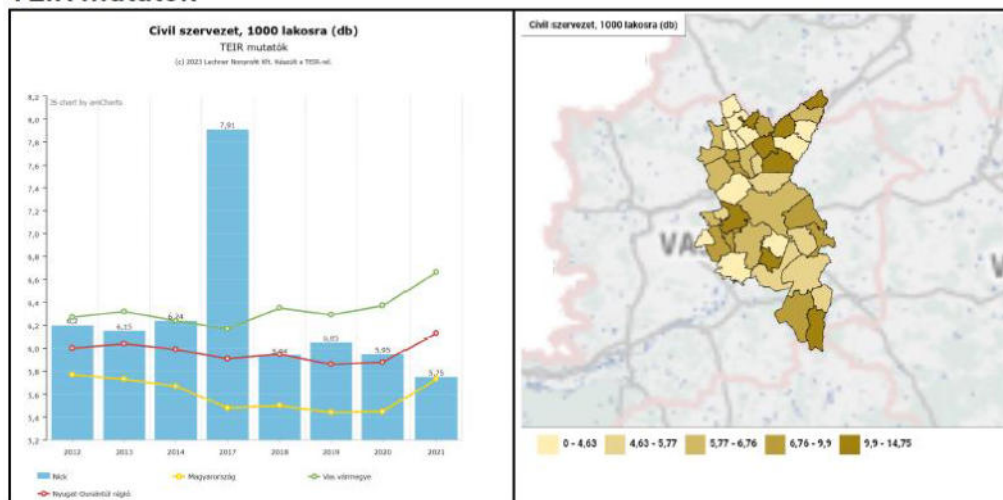 TEIR mutatók
Civil szervezet, 1000 lakosra (db)
TEIR mutatók
(c) 2023 Lechner Nonprofit Kft. Készült a TEIR-rel.
JS chart by amCharts
8,2
8,0
7,8
7,6
7,4
7,2
7,0
6,8
6,6
6,4
6,2
6,0
5,8
5,6
5,4
5,2
6,15
6,24
7,91
5,94
6,05
5,95
5,75
2012
2013
2014
2017
2018
2019
2020
2021
Nick
Magyarország
Vas vármegye
Nyugat-Dunántúl régió
Civil szervezet, 1000 lakosra (db)
VAS
V
0 - 4,63
4,63 - 5,77
5,77 - 6,76
6,76 - 9,9
9,9 - 14,75